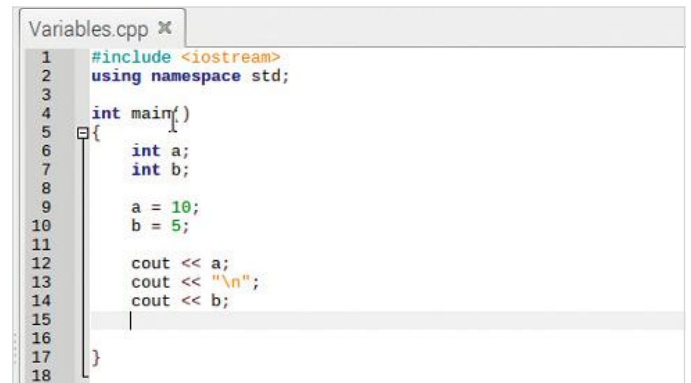 Variables.cpp
1 #include <iostream>
2 using namespace std;
3
4 int main()
5 {
6 int a;
7 int b;
8
9 a = 10;
10 b = 5;
11
12 cout << a;
13 cout << "\n";
14 cout << b;
15
16
17 }
18